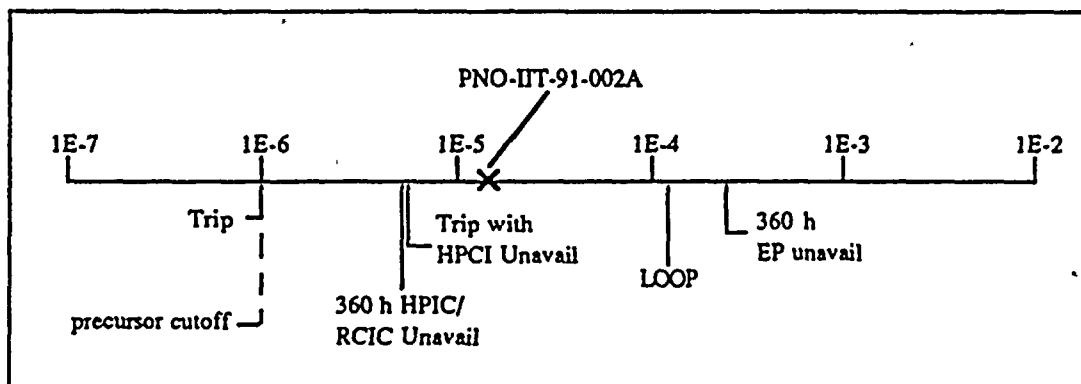 PNO-IIT-91-002A
1E-7 1E-6 1E-5 1E-4 1E-3 1E-2
Trip
Trip with
HPCI Unavail
360 h
EP unavail
LOOP
360 h HPIC/
RCIC Unavail
precursor cutoff